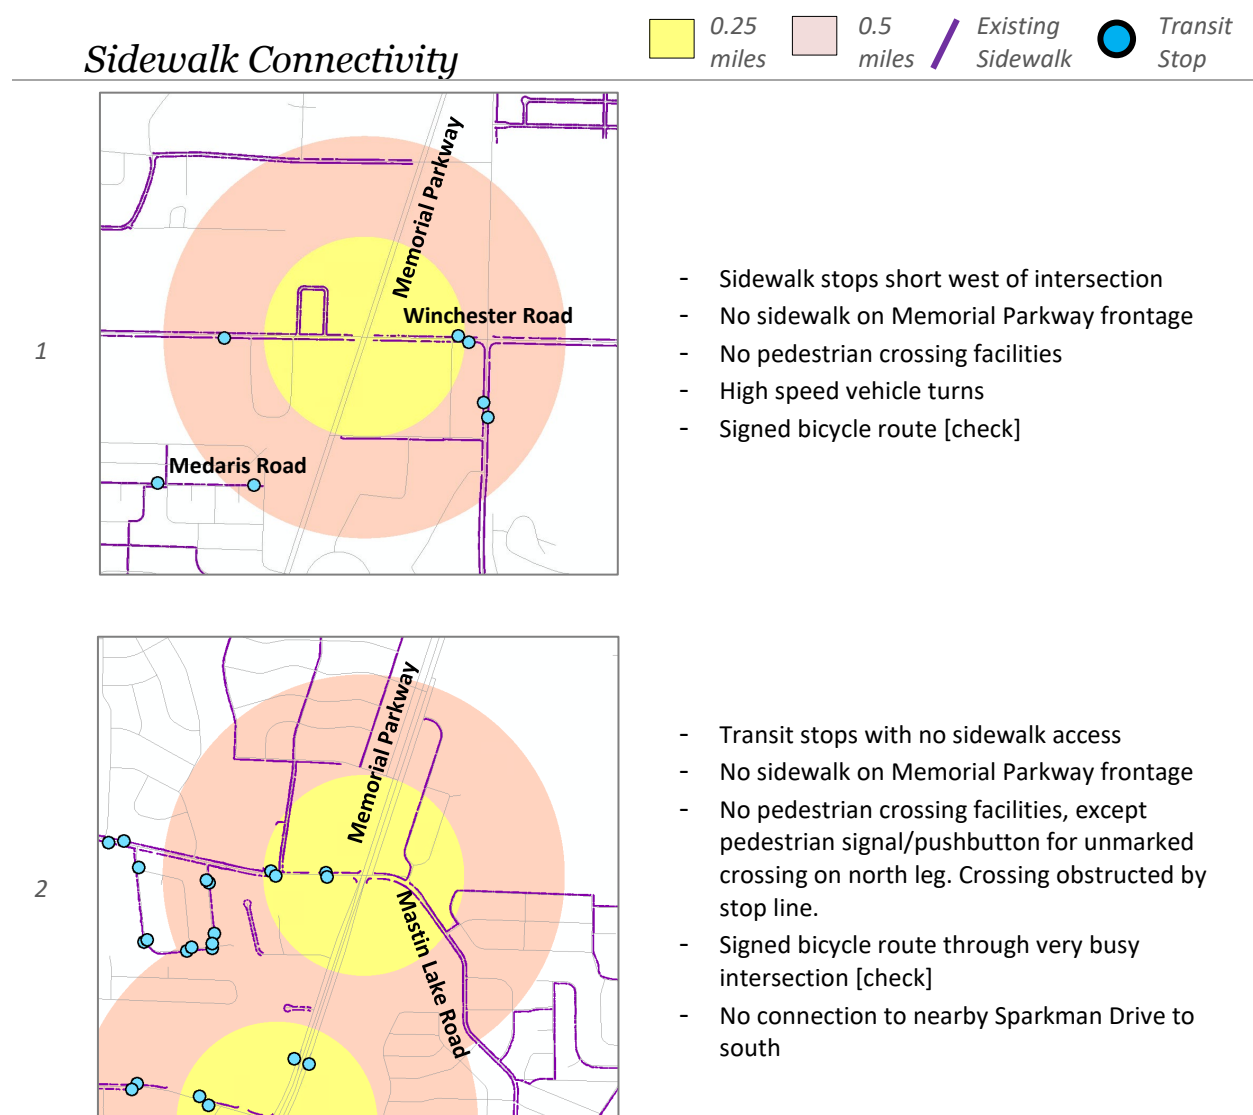 Sidewalk Connectivity
0.25
miles
0.5
miles
Existing
Sidewalk
Transit
Stop
1
Memorial Parkway
Winchester Road
Medaris Road
- Sidewalk stops short west of intersection
- No sidewalk on Memorial Parkway frontage
- No pedestrian crossing facilities
- High speed vehicle turns
- Signed bicycle route [check]
2
Memorial Parkway
Mastin Lake Road
- Transit stops with no sidewalk access
- No sidewalk on Memorial Parkway frontage
- No pedestrian crossing facilities, except
pedestrian signal/pushbutton for unmarked
crossing on north leg. Crossing obstructed by
stop line.
- Signed bicycle route through very busy
intersection [check]
- No connection to nearby Sparkman Drive to
south